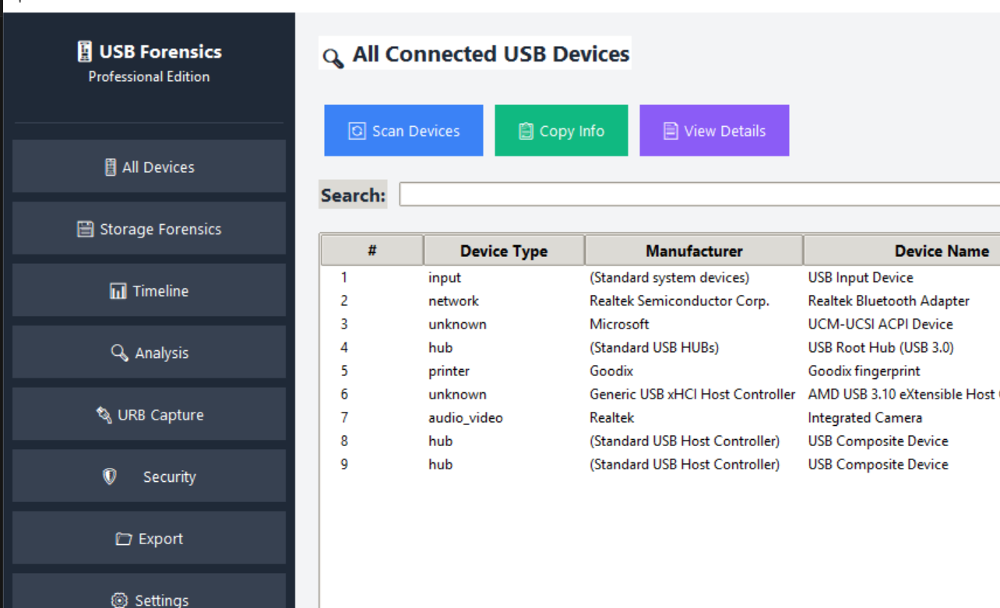 USB Forensics
Professional Edition
All Devices
Storage Forensics
Timeline
Analysis
URB Capture
Security
Export
Settings
All Connected USB Devices
Scan Devices Copy Info View Details
Search:
# Device Type Manufacturer Device Name
1 input (Standard system devices) USB Input Device
2 network Realtek Semiconductor Corp. Realtek Bluetooth Adapter
3 unknown Microsoft UCM-UCSI ACPI Device
4 hub (Standard USB HUBs) USB Root Hub (USB 3.0)
5 printer Goodix Goodix fingerprint
6 unknown Generic USB xHCI Host Controller AMD USB 3.10 eXtensible Host
7 audio_video Realtek Integrated Camera
8 hub (Standard USB Host Controller) USB Composite Device
9 hub (Standard USB Host Controller) USB Composite Device